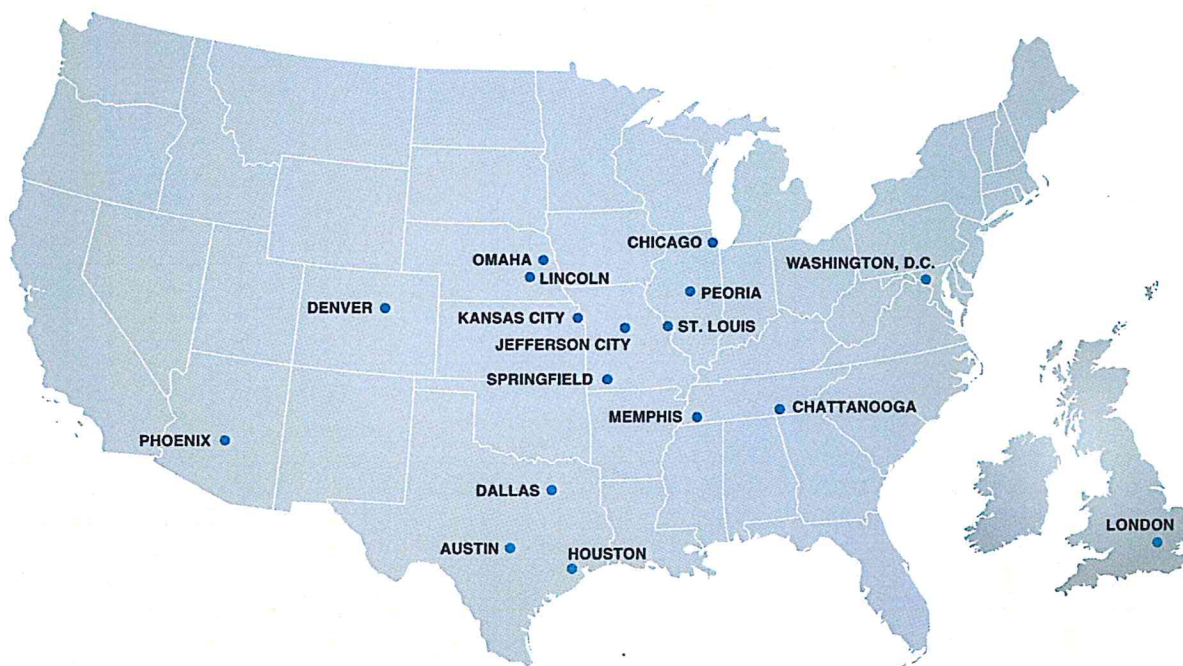 CHICAGO
WASHINGTON, D.C.
OMAHA
LINCOLN
PEORIA
DENVER
KANSAS CITY
ST. LOUIS
JEFFERSON CITY
SPRINGFIELD
MEMPHIS
CHATTANOOGA
PHOENIX
DALLAS
LONDON
AUSTIN
HOUSTON